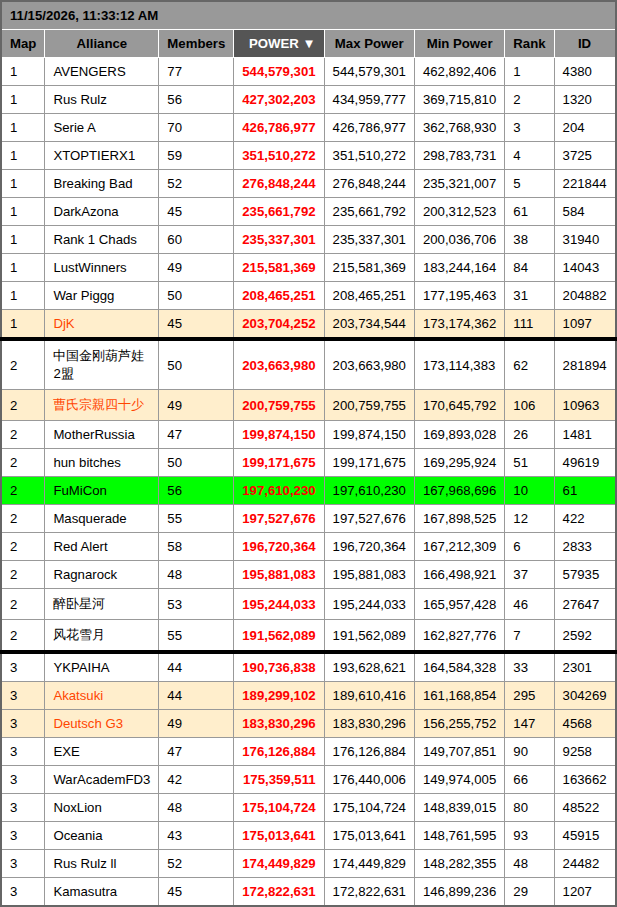 11/15/2026, 11:33:12 AM
Map Alliance Members POWER ▼ Max Power Min Power Rank ID
1 AVENGERS 77 544,579,301 544,579,301 462,892,406 1 4380
1 Rus Rulz 56 427,302,203 434,959,777 369,715,810 2 1320
1 Serie A 70 426,786,977 426,786,977 362,768,930 3 204
1 XTOPTIERX1 59 351,510,272 351,510,272 298,783,731 4 3725
1 Breaking Bad 52 276,848,244 276,848,244 235,321,007 5 221844
1 DarkAzona 45 235,661,792 235,661,792 200,312,523 61 584
1 Rank 1 Chads 60 235,337,301 235,337,301 200,036,706 38 31940
1 LustWinners 49 215,581,369 215,581,369 183,244,164 84 14043
1 War Piggg 50 208,465,251 208,465,251 177,195,463 31 204882
1 DjK 45 203,704,252 203,734,544 173,174,362 111 1097
2 中国金刚葫芦娃
2盟 50 203,663,980 203,663,980 173,114,383 62 281894
2 曹氏宗親四十少 49 200,759,755 200,759,755 170,645,792 106 10963
2 MotherRussia 47 199,874,150 199,874,150 169,893,028 26 1481
2 hun bitches 50 199,171,675 199,171,675 169,295,924 51 49619
2 FuMiCon 56 197,610,230 197,610,230 167,968,696 10 61
2 Masquerade 55 197,527,676 197,527,676 167,898,525 12 422
2 Red Alert 58 196,720,364 196,720,364 167,212,309 6 2833
2 Ragnarock 48 195,881,083 195,881,083 166,498,921 37 57935
2 醉卧星河 53 195,244,033 195,244,033 165,957,428 46 27647
2 风花雪月 55 191,562,089 191,562,089 162,827,776 7 2592
3 YKPAIHA 44 190,736,838 193,628,621 164,584,328 33 2301
3 Akatsuki 44 189,299,102 189,610,416 161,168,854 295 304269
3 Deutsch G3 49 183,830,296 183,830,296 156,255,752 147 4568
3 EXE 47 176,126,884 176,126,884 149,707,851 90 9258
3 WarAcademFD3 42 175,359,511 176,440,006 149,974,005 66 163662
3 NoxLion 48 175,104,724 175,104,724 148,839,015 80 48522
3 Oceania 43 175,013,641 175,013,641 148,761,595 93 45915
3 Rus Rulz ll 52 174,449,829 174,449,829 148,282,355 48 24482
3 Kamasutra 45 172,822,631 172,822,631 146,899,236 29 1207